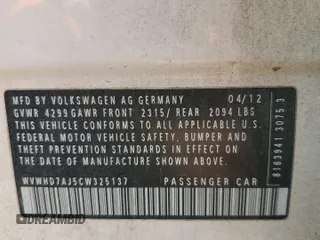 MFD BY VOLKSWAGEN AG GERMANY 04/12
GVWR 4299 GAWR FRONT 2315/ REAR 2094 LBS
THIS VEHICLE CONFORMS TO ALL APPLICABLE U.S.
FEDERAL MOTOR VEHICLE SAFETY, BUMPER AND
THEFT PREVENTION STANDARDS IN EFFECT ON THE
DATE OF MANUFACTURE SHOWN ABOVE
WVWHD7AJ5CW325137 PASSENGER CAR
8163941 3075 3